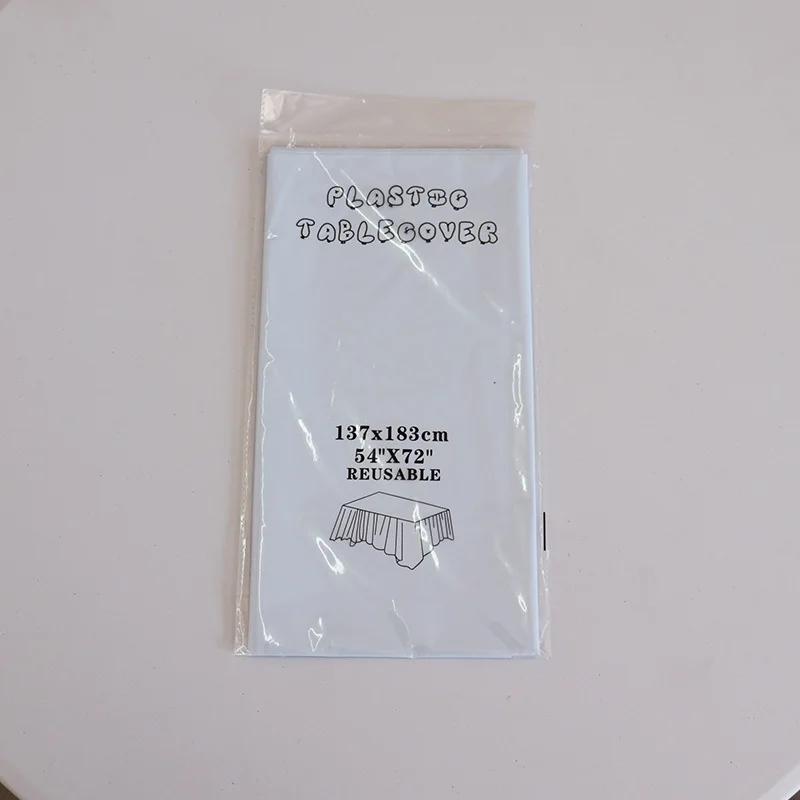 PLASTIC
TABLECOVER
137x183cm
54"X72"
REUSABLE